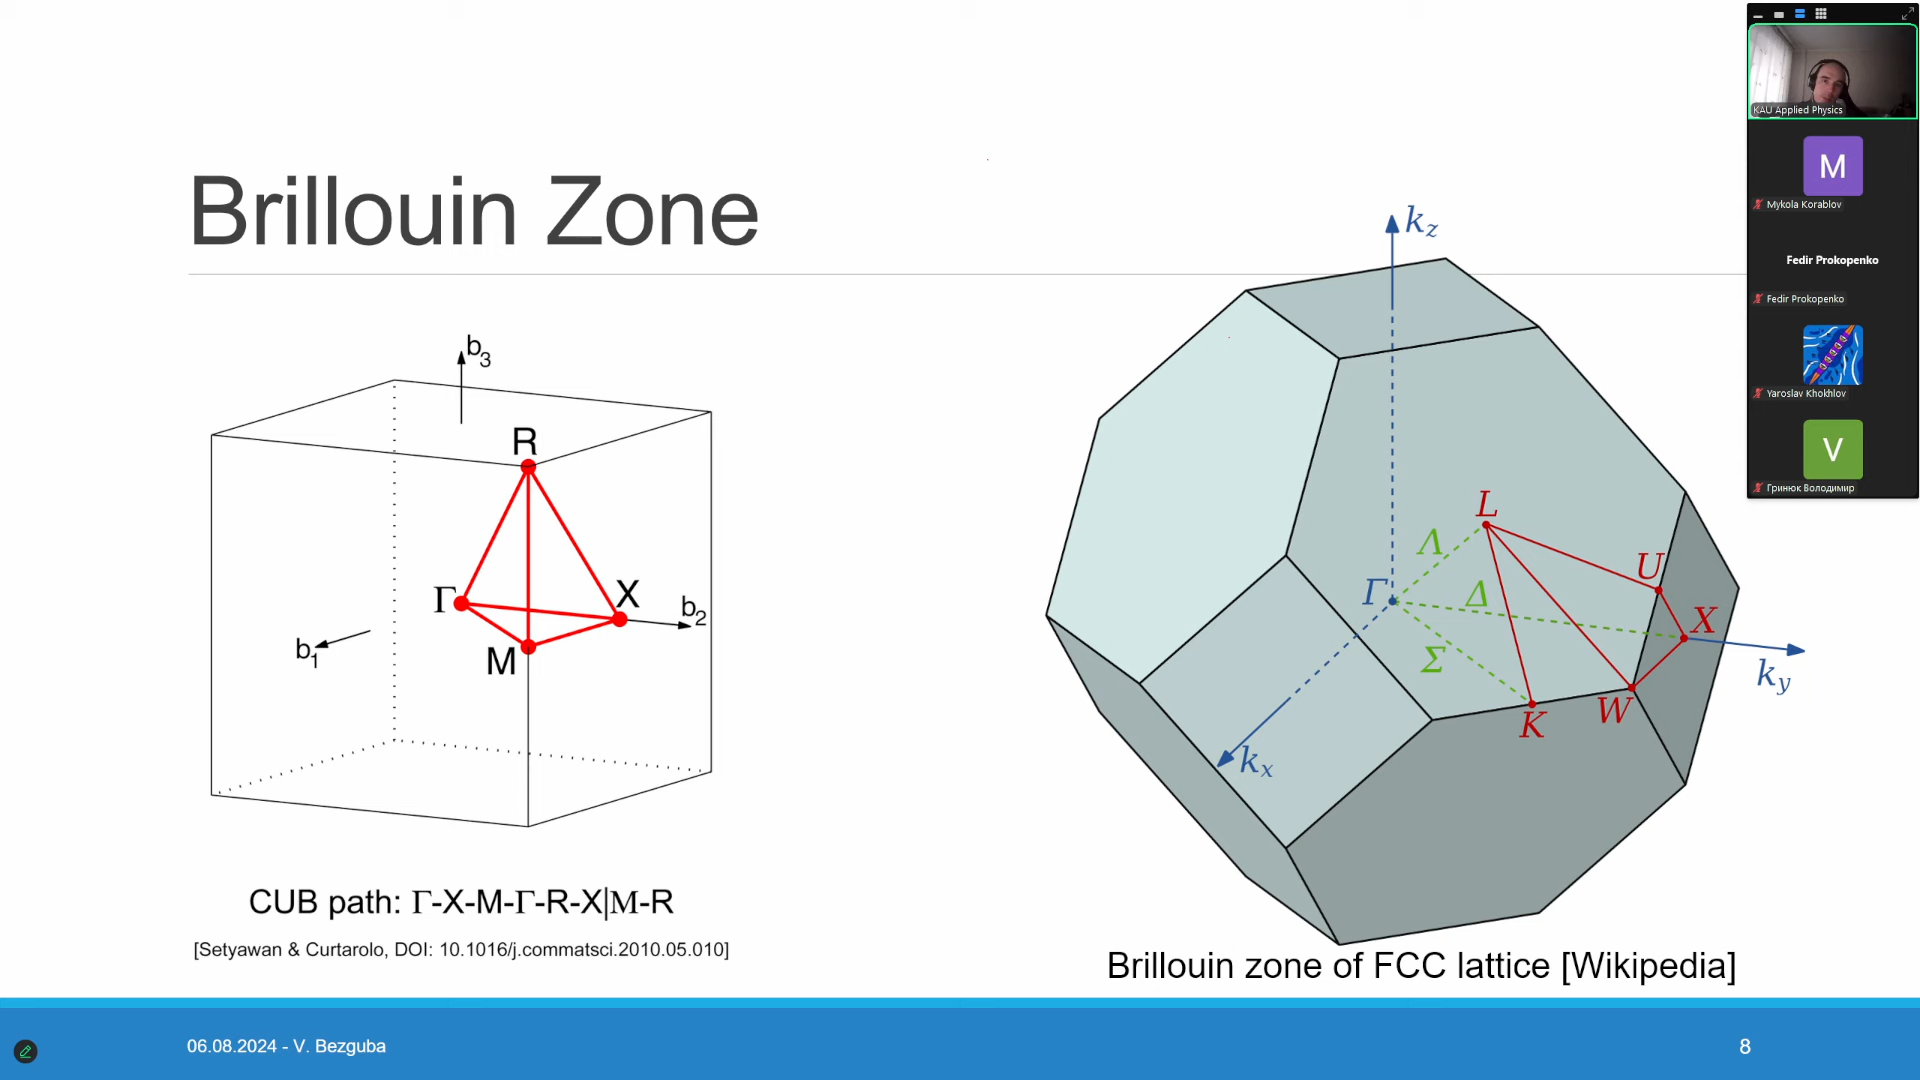 Brillouin Zone
b3
R
Γ
X
b2
b1
M
CUB path: Γ-X-M-Γ-R-X|M-R
[Setyawan & Curtarolo, DOI: 10.1016/j.commatsci.2010.05.010]
kz
L
Λ
U
Γ
Δ
X
Σ
ky
W
K
kx
Brillouin zone of FCC lattice [Wikipedia]
06.08.2024 - V. Bezguba
8
KAU Applied Physics
M
Mykola Korablov
Fedir Prokopenko
Fedir Prokopenko
Yaroslav Khokhlov
V
Гринюк Володимир